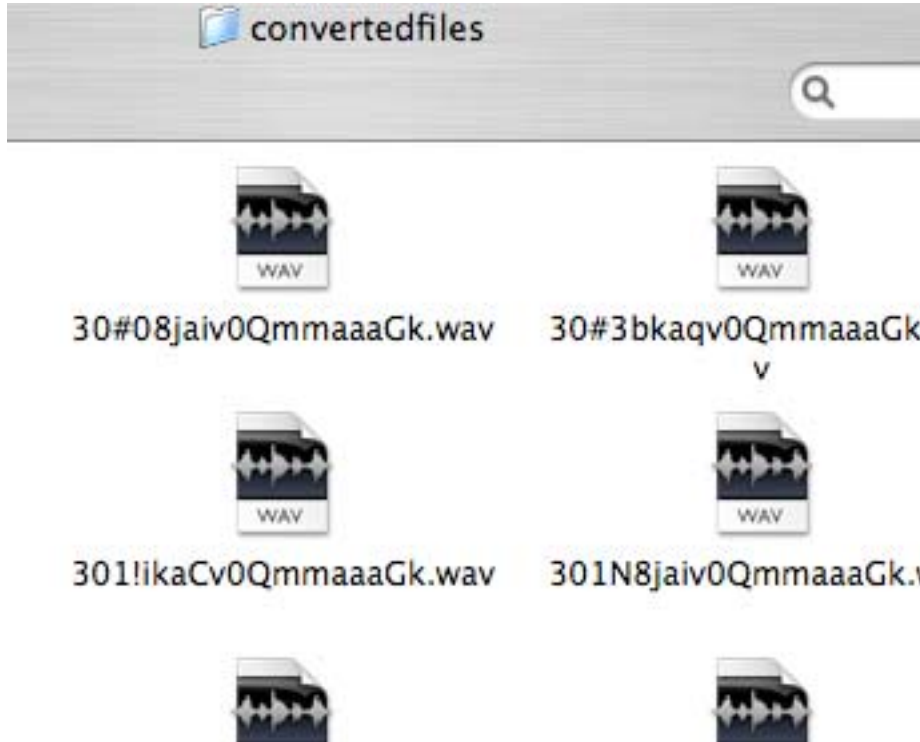 convertedfiles
WAV
WAV
30#08jaiv0QmmaaaGk.wav
30#3bkaqv0QmmaaaGk
v
WAV
WAV
301!ikaCv0QmmaaaGk.wav
301N8jaiv0QmmaaaGk.w